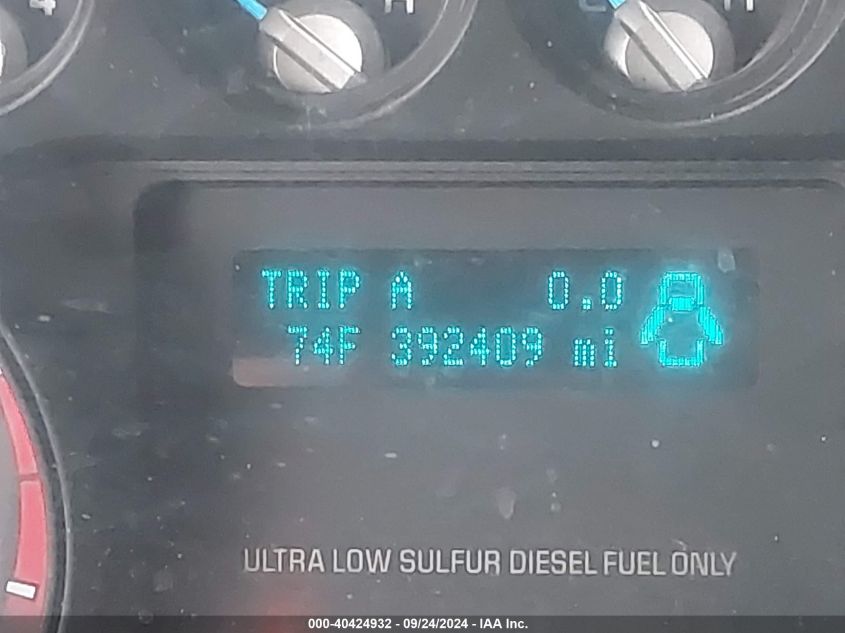 4 H H
TRIP A 0.0
74F 392409 mi
ULTRA LOW SULFUR DIESEL FUEL ONLY
000-40424932 - 09/24/2024 - IAA Inc.